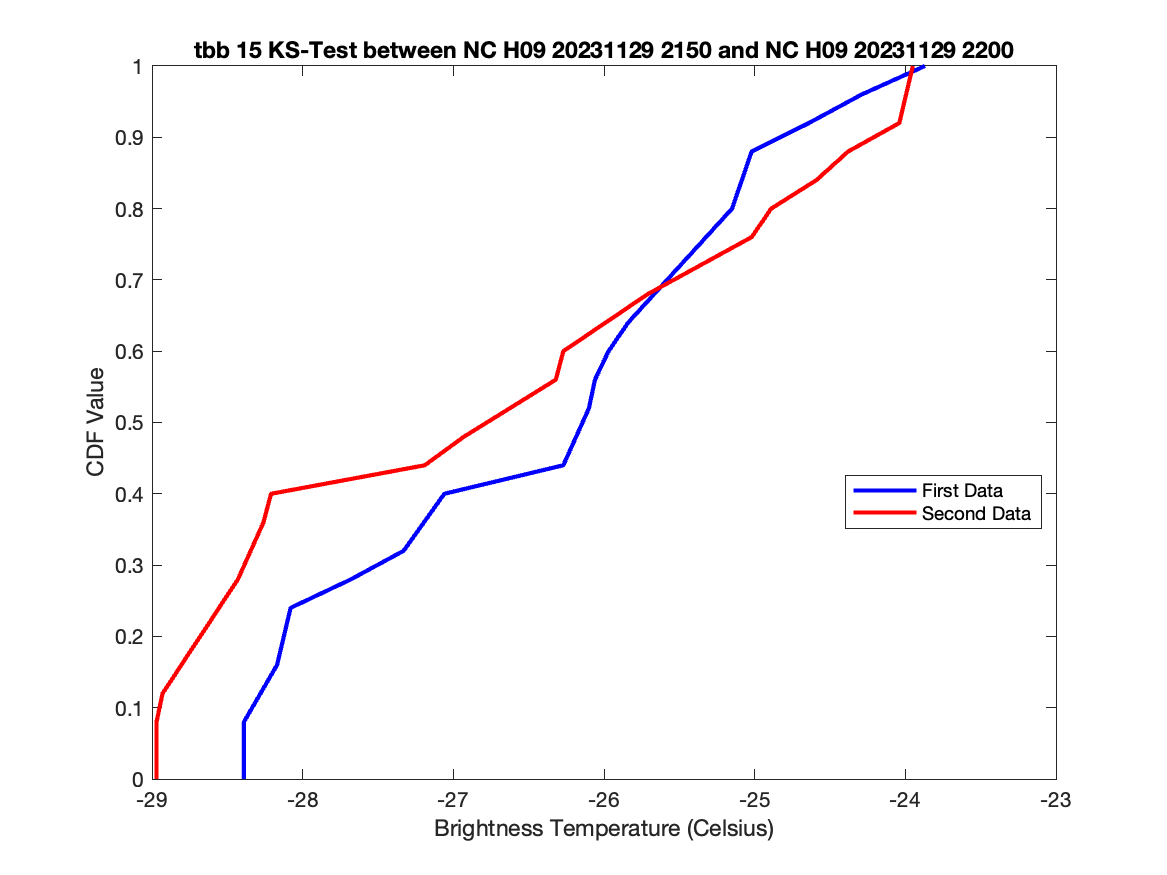 tbb 15 KS-Test between NC H09 20231129 2150 and NC H09 20231129 2200
1
0.9
0.8
0.7
0.6
0.5
0.4
0.3
0.2
0.1
0
CDF Value
First Data
Second Data
-29 -28 -27 -26 -25 -24 -23
Brightness Temperature (Celsius)